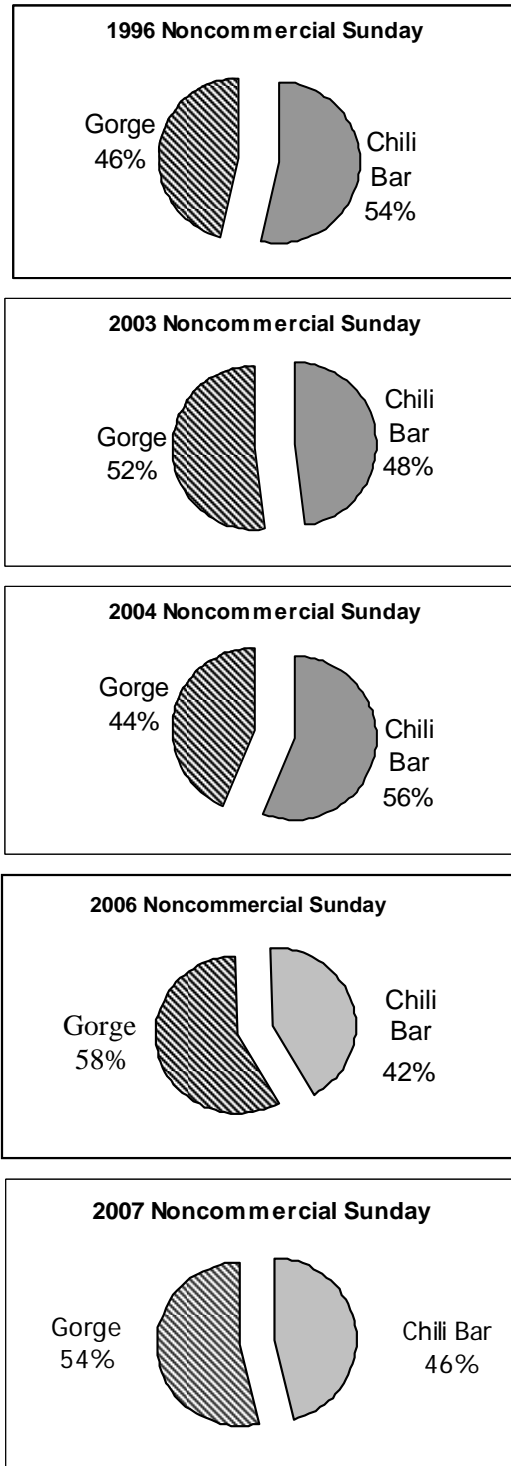 1996 Noncommercial Sunday
Gorge
46%
Chili
Bar
54%
2003 Noncommercial Sunday
Gorge
52%
Chili
Bar
48%
2004 Noncommercial Sunday
Gorge
44%
Chili
Bar
56%
2006 Noncommercial Sunday
Gorge
58%
Chili
Bar
42%
2007 Noncommercial Sunday
Gorge
54%
Chili Bar
46%